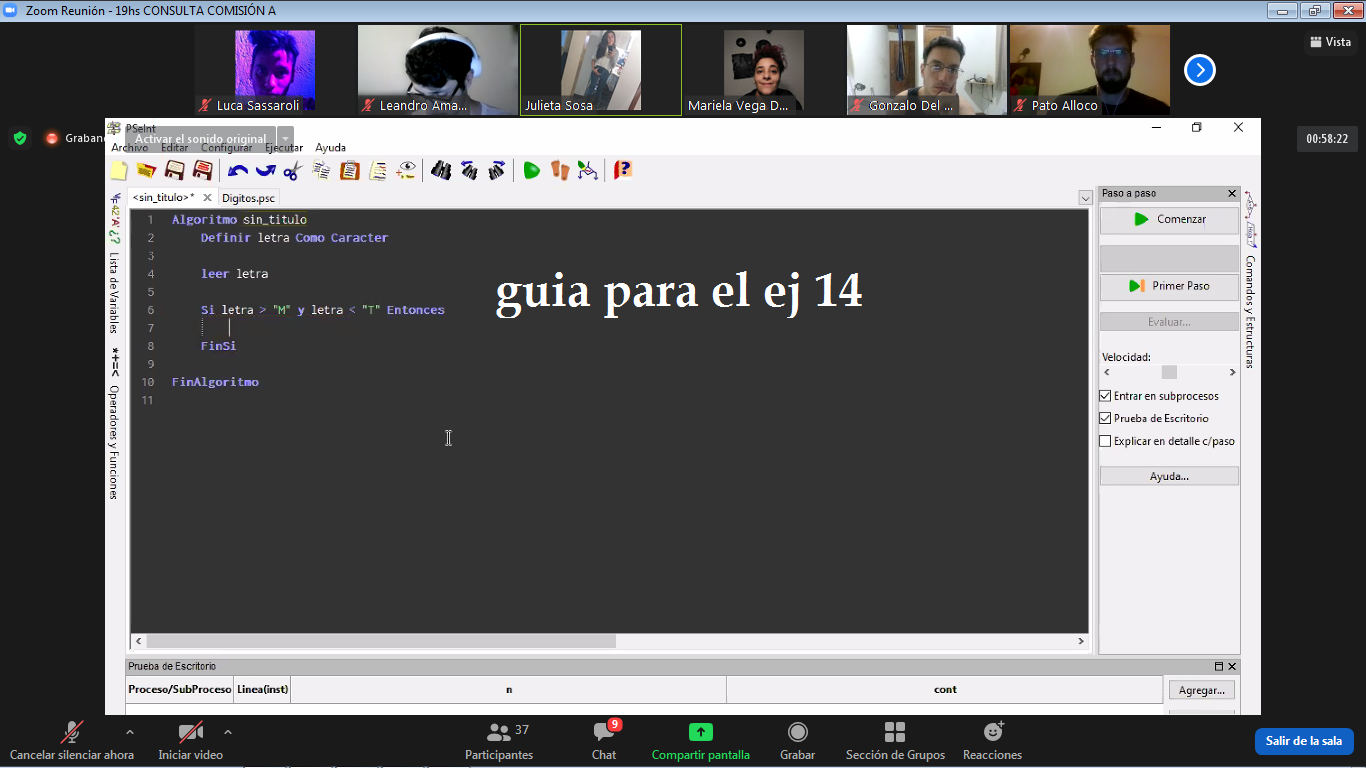 Zoom Reunión - 19hs CONSULTA COMISIÓN A
Vista
Luca Sassaroli
Leandro Ama...
Julieta Sosa
Mariela Vega D...
Gonzalo Del ...
Pato Alloco
Graban
00:58:22
PSeInt
Activar el sonido original
Archivo Editar Configurar Ejecutar Ayuda
<sin_titulo>* Digitos.psc
Lista de Variables
Operadores y Funciones
1 Algoritmo sin_titulo
2 Definir letra Como Caracter
3
4 leer letra
5
6 Si letra > "M" y letra < "T" Entonces
7
8 FinSi
9
10 FinAlgoritmo
11
guia para el ej 14
Paso a paso
Comenzar
Primer Paso
Evaluar...
Velocidad:
Entrar en subprocesos
Prueba de Escritorio
Explicar en detalle c/paso
Ayuda...
Comandos y Estructuras
Prueba de Escritorio
Proceso/SubProceso Linea(inst) n cont
Agregar...
Cancelar silenciar ahora
Iniciar video
37
Participantes
9
Chat
Compartir pantalla
Grabar
Sección de Grupos
Reacciones
Salir de la sala